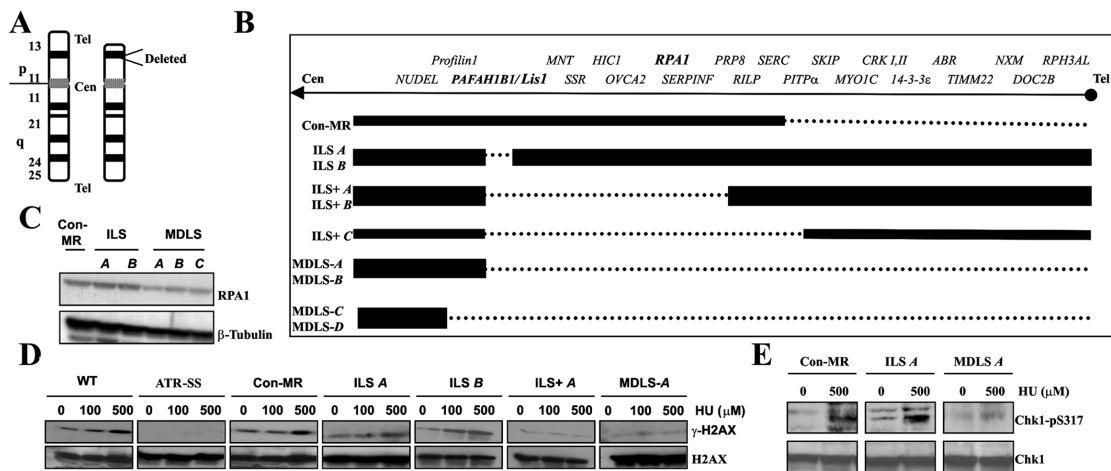 A
13
Tel
Deleted
p
11
Cen
11
21
q
24
25
Tel
B
Profilin1 MNT HIC1 RPA1 PRP8 SERC SKIP CRK I,II ABR NXM RPH3AL
NUDEL PAFAH1B1/Lis1 SSR OVCA2 SERPINF RILP PITPα MYO1C 14-3-3ε TIMM22 DOC2B
Cen Tel
Con-MR
ILS A
ILS B
ILS+ A
ILS+ B
ILS+ C
MDLS-A
MDLS-B
MDLS-C
MDLS-D
C
Con-
MR ILS MDLS
A B A B C
RPA1
β-Tubulin
D
WT ATR-SS Con-MR ILS A ILS B ILS+ A MDLS-A
0 100 500 0 100 500 0 100 500 0 100 500 0 100 500 0 100 500 0 100 500 HU (μM)
γ-H2AX
H2AX
E
Con-MR ILS A MDLS A
0 500 0 500 0 500 HU (μM)
Chk1-pS317
Chk1